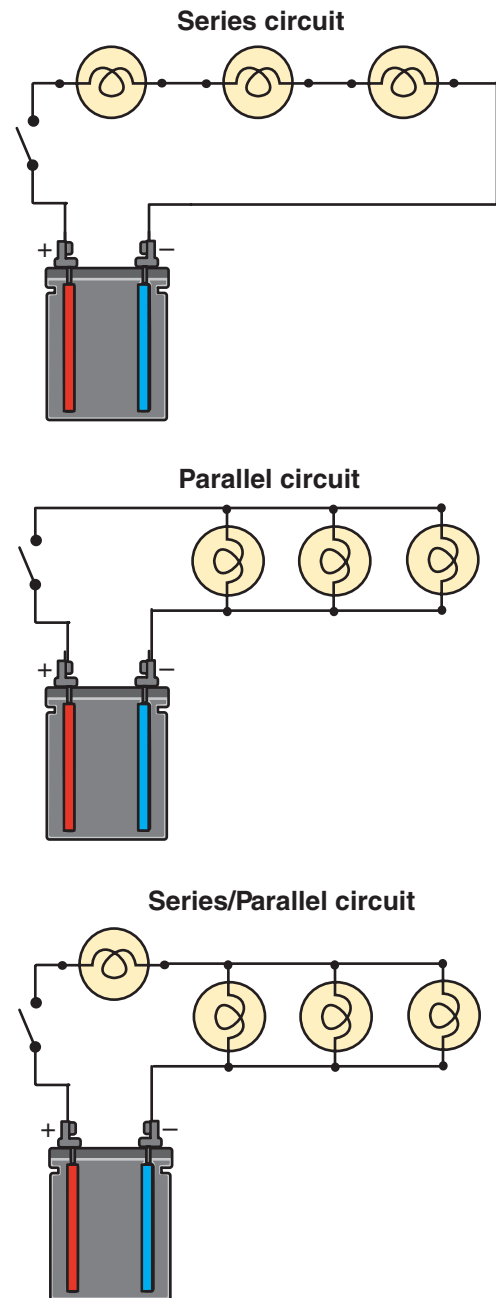 Series circuit
+ −
Parallel circuit
+ −
Series/Parallel circuit
+ −